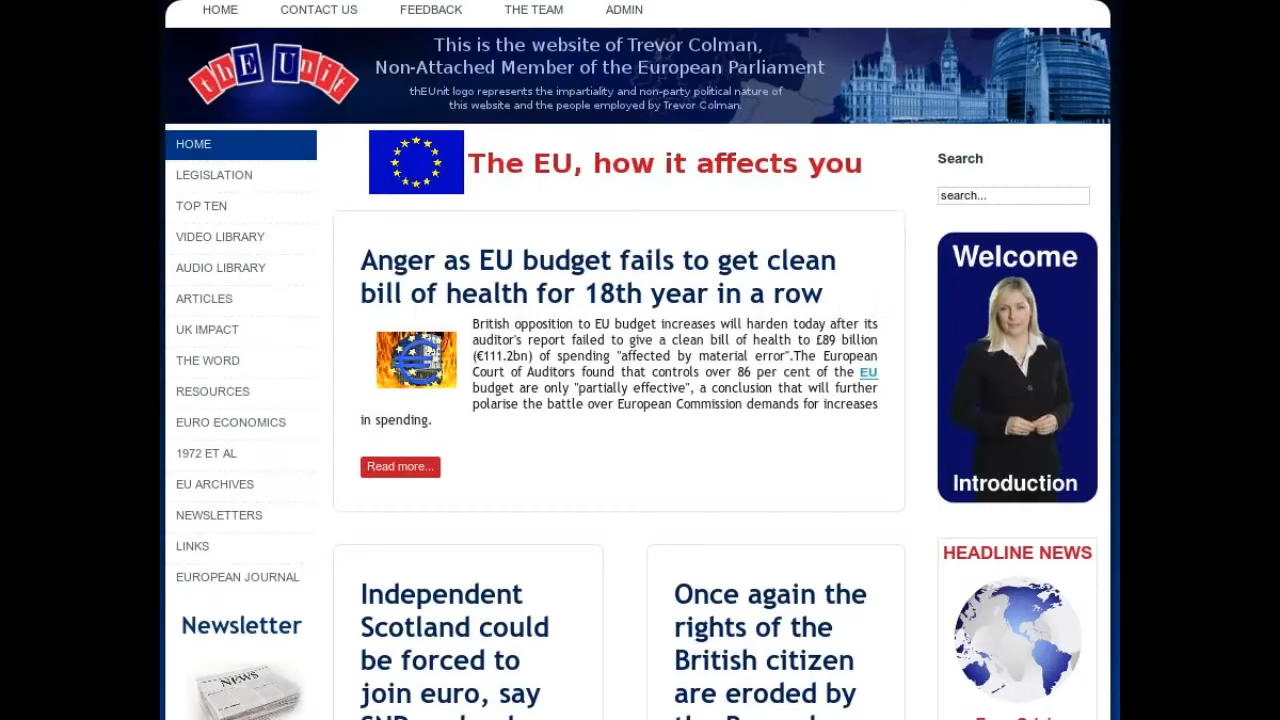 HOME
CONTACT US
FEEDBACK
THE TEAM
ADMIN
thEUnit
This is the website of Trevor Colman,
Non-Attached Member of the European Parliament
thEUnit logo represents the impartiality and non-party political nature of
this website and the people employed by Trevor Colman.
HOME
LEGISLATION
TOP TEN
VIDEO LIBRARY
AUDIO LIBRARY
ARTICLES
UK IMPACT
THE WORD
RESOURCES
EURO ECONOMICS
1972 ET AL
EU ARCHIVES
NEWSLETTERS
LINKS
EUROPEAN JOURNAL
Newsletter
NEWS
The EU, how it affects you
Anger as EU budget fails to get clean
bill of health for 18th year in a row
British opposition to EU budget increases will harden today after its
auditor's report failed to give a clean bill of health to £89 billion
(€111.2bn) of spending "affected by material error".The European
Court of Auditors found that controls over 86 per cent of the EU
budget are only "partially effective", a conclusion that will further
polarise the battle over European Commission demands for increases
in spending.
Read more...
Independent
Scotland could
be forced to
join euro, say
Once again the
rights of the
British citizen
are eroded by
Search
search...
Welcome
Introduction
HEADLINE NEWS